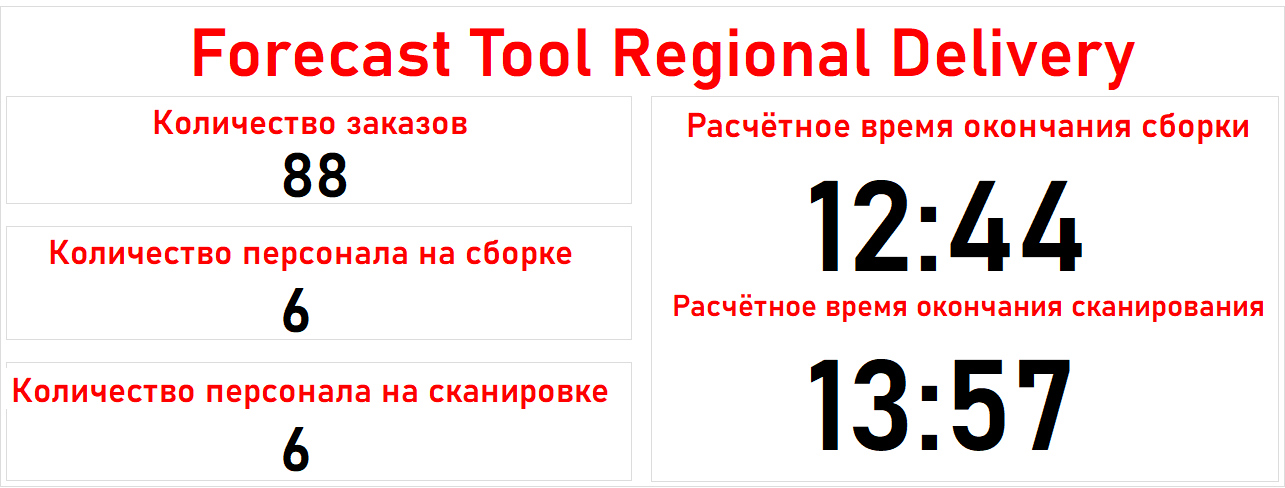 Forecast Tool Regional Delivery
Количество заказов
88
Количество персонала на сборке
6
Количество персонала на сканировке
6
Расчётное время окончания сборки
12:44
Расчётное время окончания сканирования
13:57